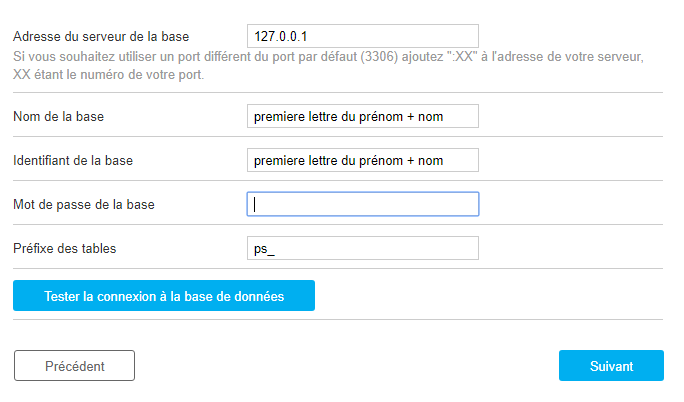 Adresse du serveur de la base 127.0.0.1
Si vous souhaitez utiliser un port différent du port par défaut (3306) ajoutez ":XX" à l'adresse de votre serveur,
XX étant le numéro de votre port.
Nom de la base premiere lettre du prénom + nom
Identifiant de la base premiere lettre du prénom + nom
Mot de passe de la base
Préfixe des tables ps_
Tester la connexion à la base de données
Précédent Suivant